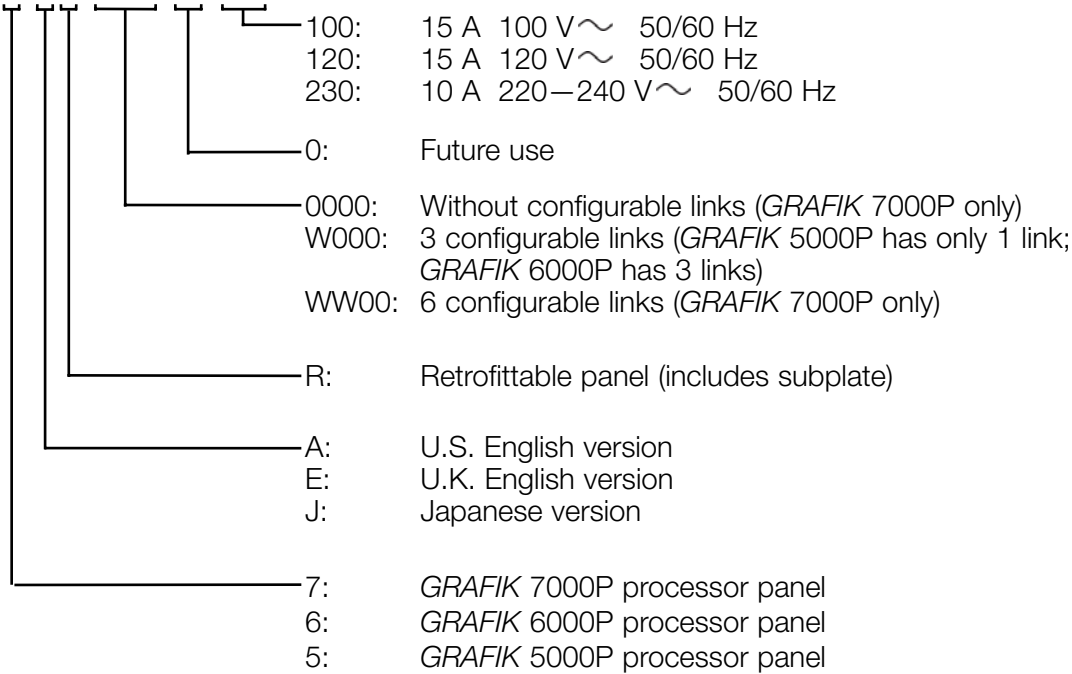 100: 15 A 100 V～ 50/60 Hz
120: 15 A 120 V～ 50/60 Hz
230: 10 A 220—240 V～ 50/60 Hz
0: Future use
0000: Without configurable links (GRAFIK 7000P only)
W000: 3 configurable links (GRAFIK 5000P has only 1 link;
GRAFIK 6000P has 3 links)
WW00: 6 configurable links (GRAFIK 7000P only)
R: Retrofittable panel (includes subplate)
A: U.S. English version
E: U.K. English version
J: Japanese version
7: GRAFIK 7000P processor panel
6: GRAFIK 6000P processor panel
5: GRAFIK 5000P processor panel